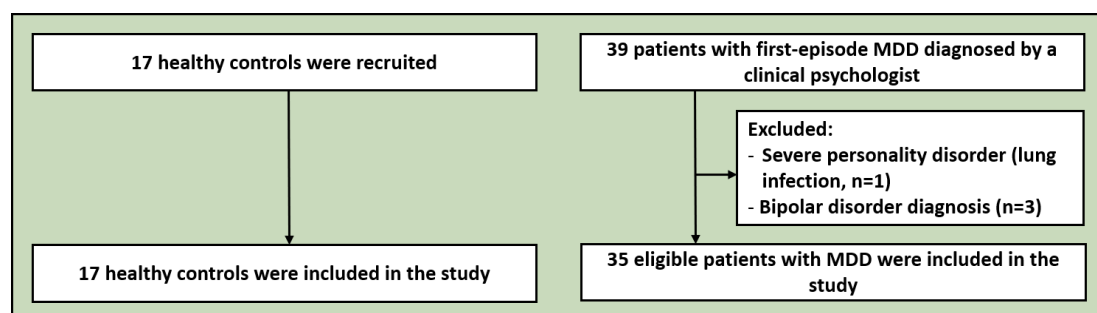 17 healthy controls were recruited
39 patients with first-episode MDD diagnosed by a
clinical psychologist
Excluded:
- Severe personality disorder (lung
infection, n=1)
- Bipolar disorder diagnosis (n=3)
17 healthy controls were included in the study
35 eligible patients with MDD were included in the
study